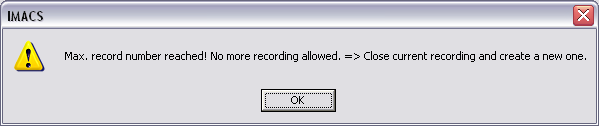 IMACS
Max. record number reached! No more recording allowed. => Close current recording and create a new one.
OK